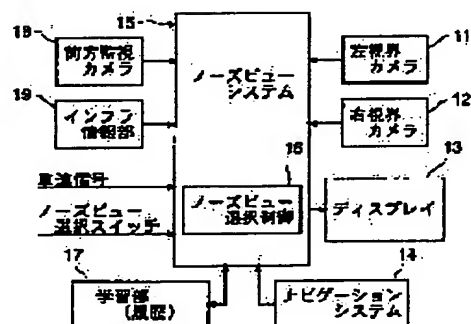 15
18
前方監視
カメラ
19
インフラ
情報部
車速信号
ノーズビュー
選択スイッチ
17
学習部
(履歴)
ノーズビュー
システム
16
ノーズビュー
選択制御
11
左視界
カメラ
12
右視界
カメラ
13
ディスプレイ
14
ナビゲーション
システム